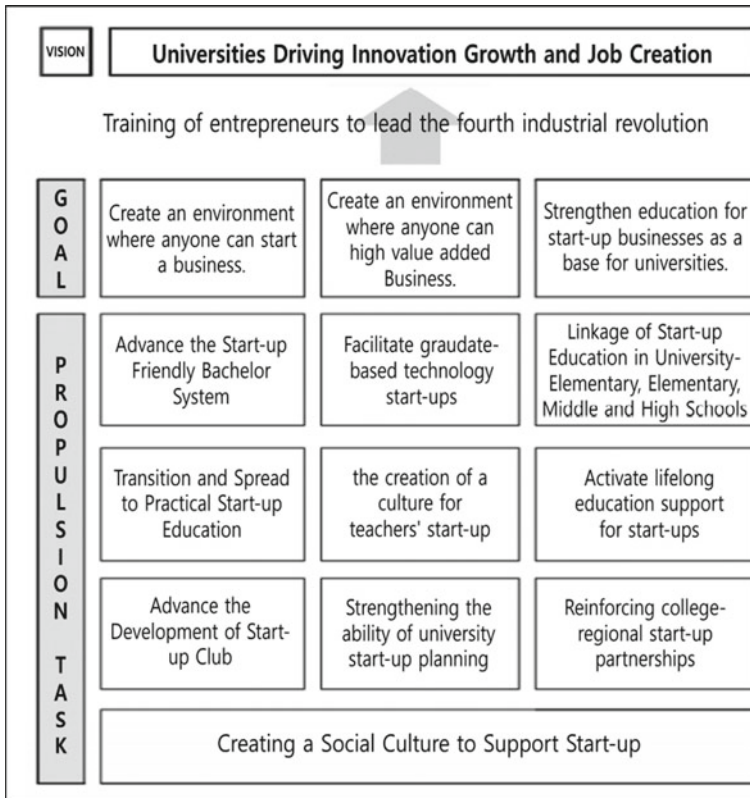 VISION
Universities Driving Innovation Growth and Job Creation
Training of entrepreneurs to lead the fourth industrial revolution
GOAL
Create an environment
where anyone can start
a business.
Create an environment
where anyone can
high value added
Business.
Strengthen education for
start-up businesses as a
base for universities.
PROPULSION TASK
Advance the Start-up
Friendly Bachelor
System
Facilitate graudate-
based technology
start-ups
Linkage of Start-up
Education in University-
Elementary, Elementary,
Middle and High Schools
Transition and Spread
to Practical Start-up
Education
the creation of a
culture for
teachers' start-up
Activate lifelong
education support
for start-ups
Advance the
Development of Start-
up Club
Strengthening the
ability of university
start-up planning
Reinforcing college-
regional start-up
partnerships
Creating a Social Culture to Support Start-up